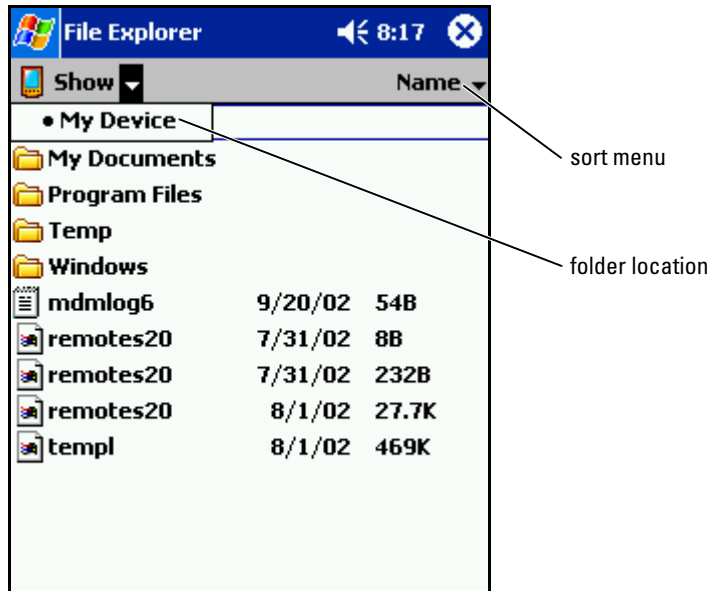 File Explorer 8:17
Show Name
• My Device
sort menu
My Documents
Program Files
Temp
folder location
Windows
mdmlog6 9/20/02 54B
remotes20 7/31/02 8B
remotes20 7/31/02 232B
remotes20 8/1/02 27.7K
templ 8/1/02 469K